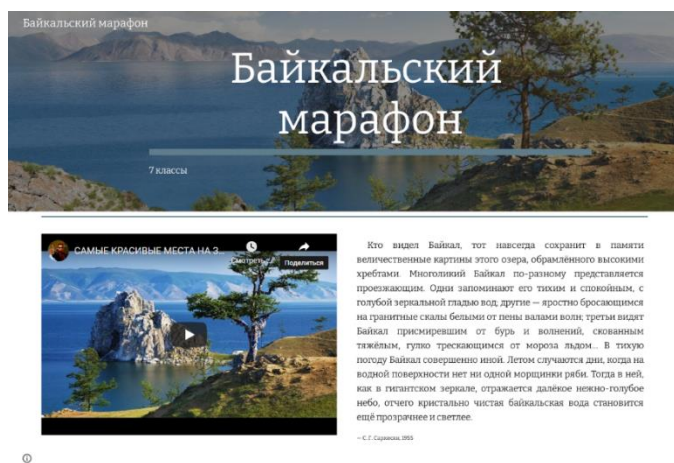 Байкальский марафон
Байкальский
марафон
7 классы
САМЫЕ КРАСИВЫЕ МЕСТА НА З...
Смотреть...
Поделиться
Кто видел Байкал, тот навсегда сохранит в памяти
величественные картины этого озера, обрамлённого высокими
хребтами. Многоликий Байкал по-разному представляется
проезжающим. Одни запоминают его тихим и спокойным, с
голубой зеркальной гладью вод; другие — яростно бросающимся
на гранитные скалы белыми от пены валами волн; третьи видят
Байкал присмиревшим от бурь и волнений, скованным
тяжёлым, гулко трескающимся от мороза льдом... В тихую
погоду Байкал совершенно иной. Летом случаются дни, когда на
водной поверхности нет ни одной морщинки ряби. Тогда в ней,
как в гигантском зеркале, отражается далёкое нежно-голубое
небо, отчего кристально чистая байкальская вода становится
ещё прозрачнее и светлее.
— С.Г. Саркисян, 1955